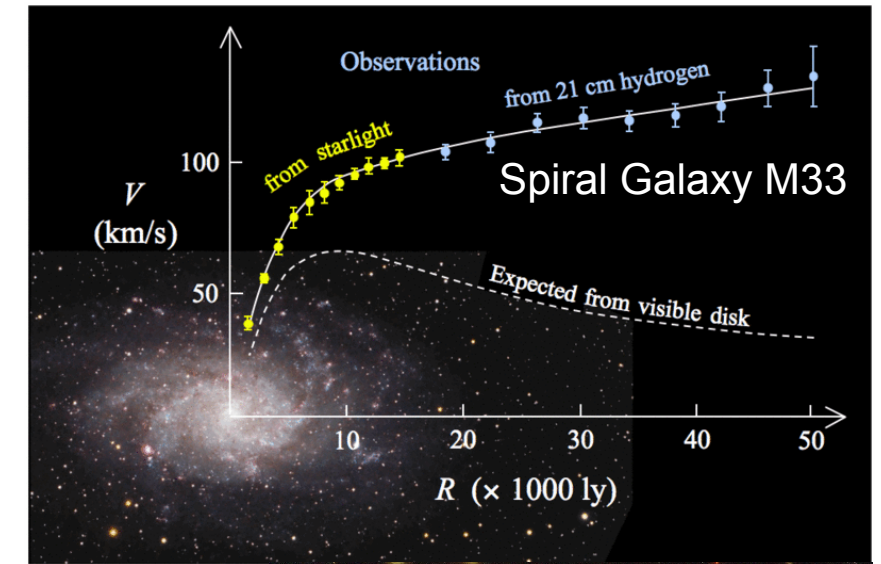 Observations
from 21 cm hydrogen
from starlight
100
Spiral Galaxy M33
V
(km/s)
50
Expected from visible disk
10
20
30
40
50
R (× 1000 ly)